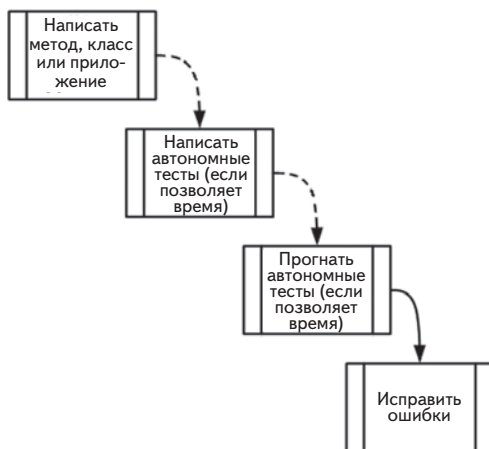 Написать
метод, класс
или прило-
жение
Написать
автономные
тесты (если
позволяет
время)
Прогнать
автономные
тесты (если
позволяет
время)
Исправить
ошибки